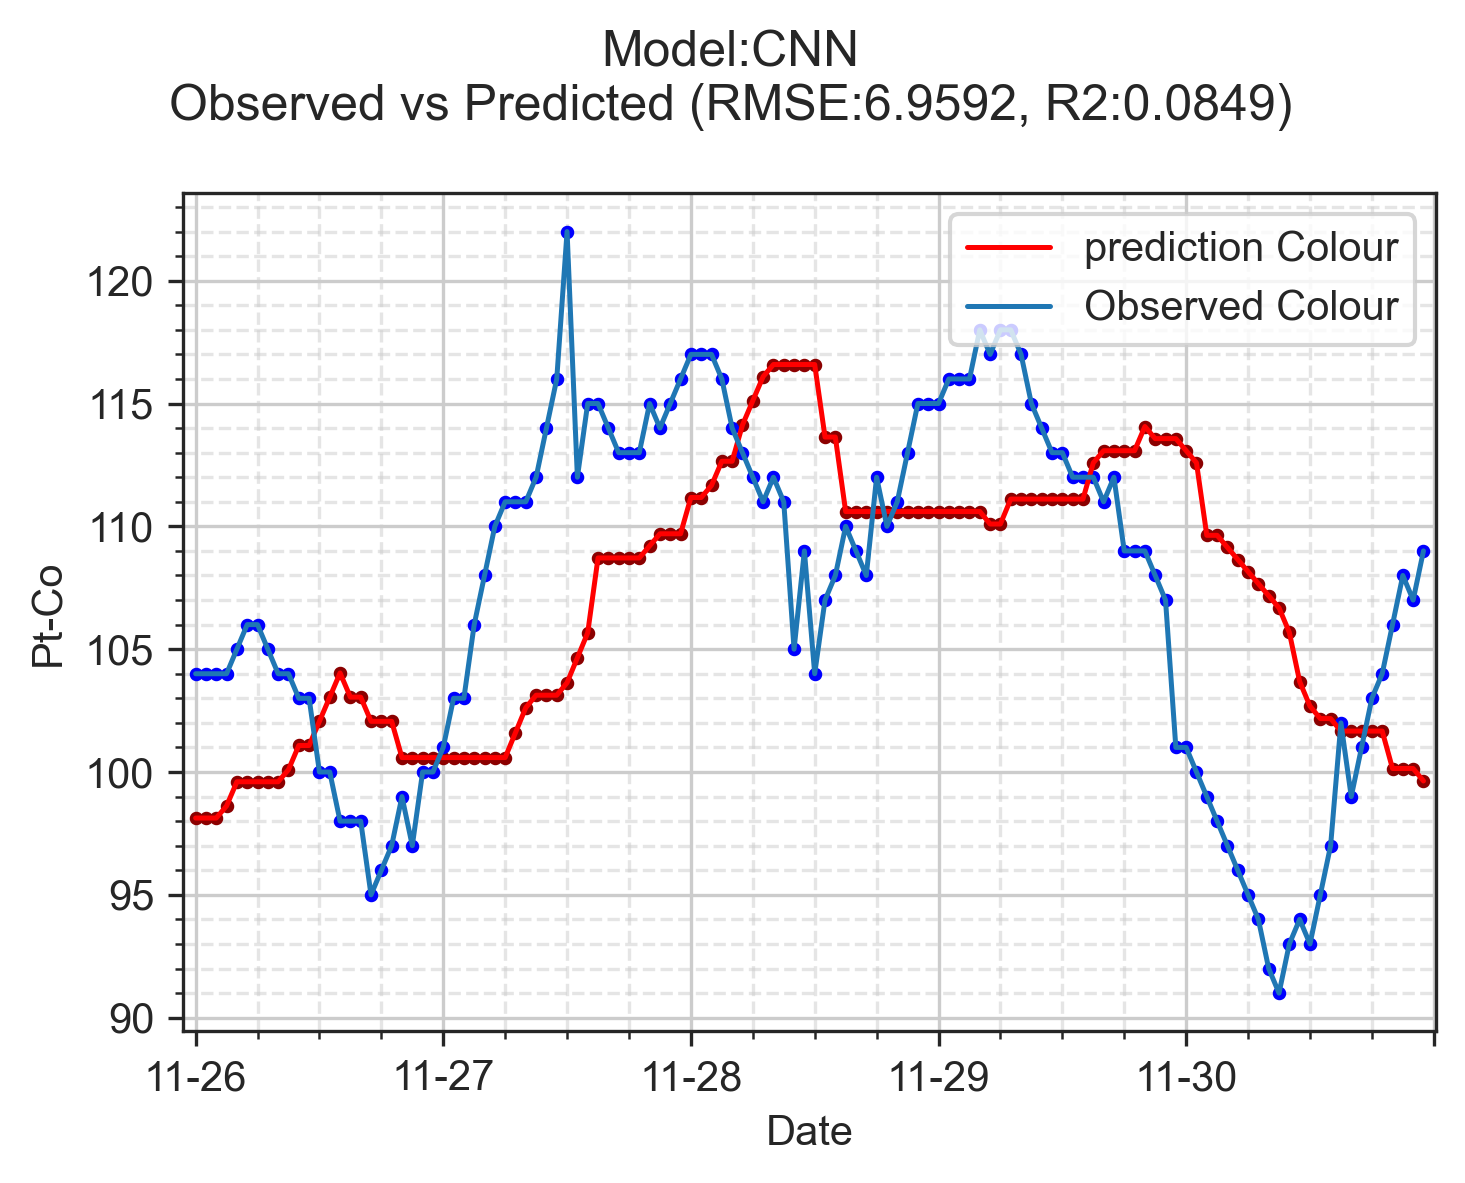 Model:CNN
Observed vs Predicted (RMSE:6.9592, R2:0.0849)
prediction Colour
Observed Colour
Pt-Co
120
115
110
105
100
95
90
11-26 11-27 11-28 11-29 11-30
Date